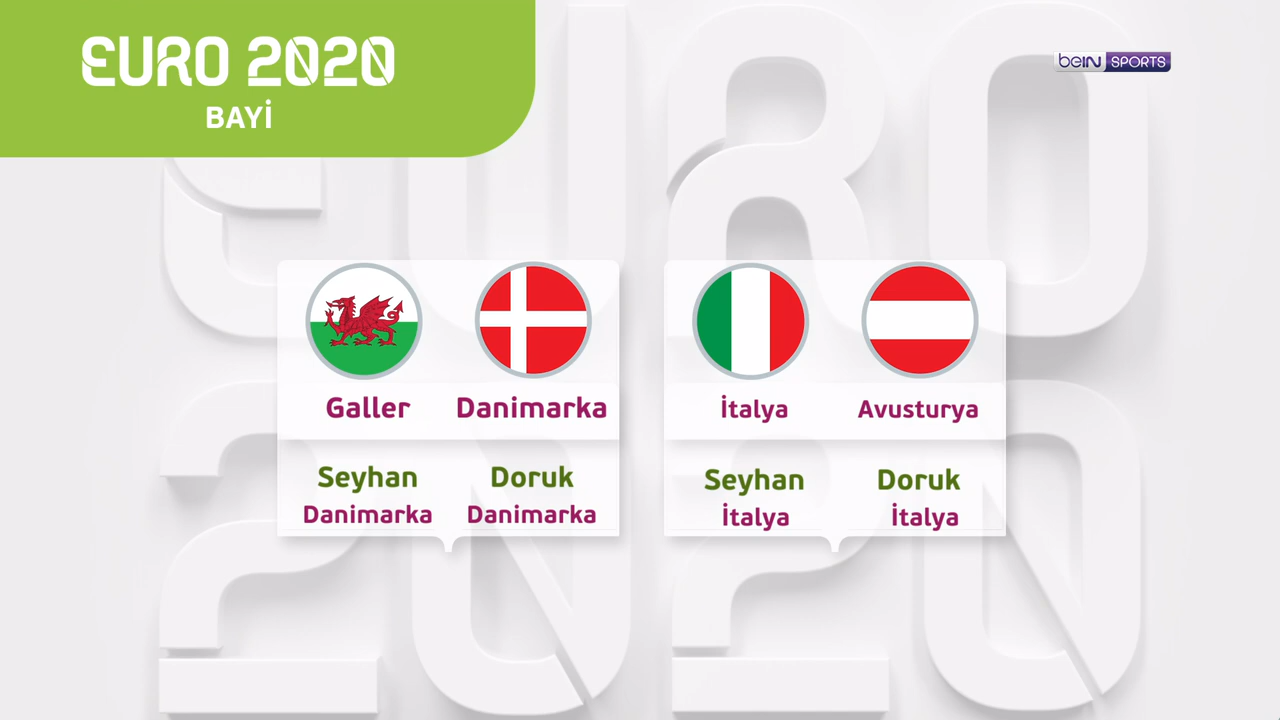 EURO 2020
BAYİ
beIN SPORTS
Galler Danimarka
Seyhan Doruk
Danimarka Danimarka
İtalya Avusturya
Seyhan Doruk
İtalya İtalya